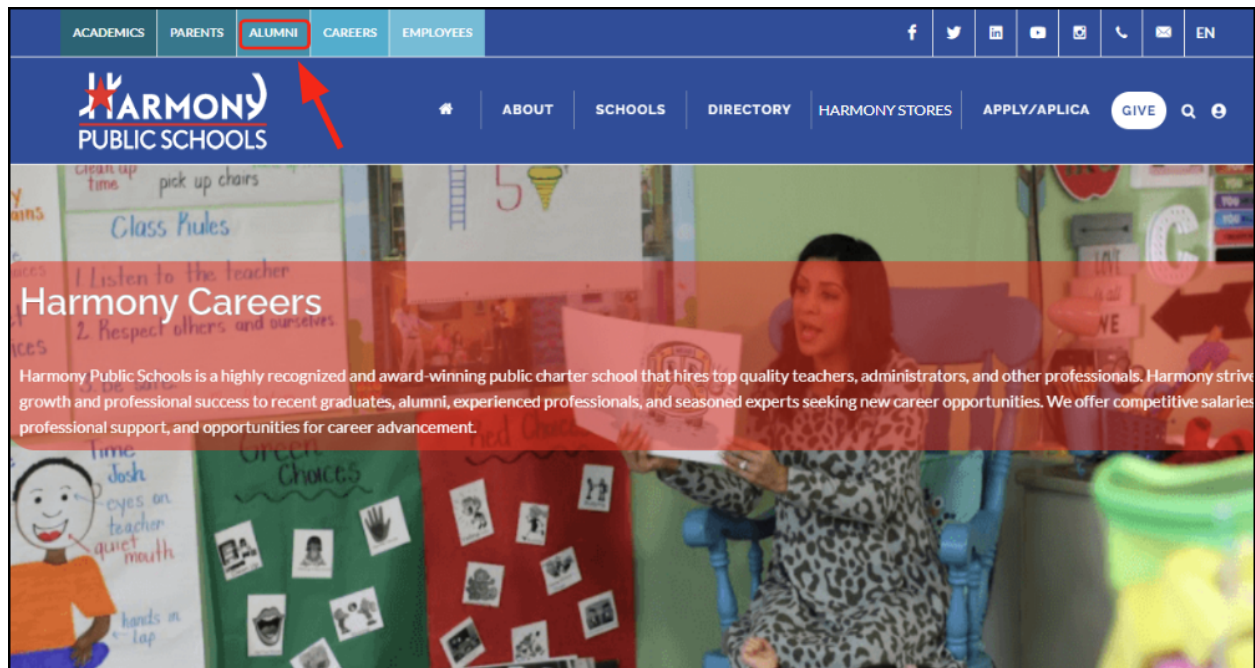 ACADEMICS PARENTS ALUMNI CAREERS EMPLOYEES EN
HARMONY
PUBLIC SCHOOLS
ABOUT SCHOOLS DIRECTORY HARMONY STORES APPLY/APLICA GIVE
clean up
time pick up chairs
Class Rules
1 Listen to the teacher
Harmony Careers
2. Respect others and ourselves.
Harmony Public Schools is a highly recognized and award-winning public charter school that hires top quality teachers, administrators, and other professionals. Harmony strive
growth and professional success to recent graduates, alumni, experienced professionals, and seasoned experts seeking new career opportunities. We offer competitive salaries
professional support, and opportunities for career advancement.
Time
Josh
eyes on
teacher
quiet
mouth
hands in
lap
Green
Choices
LOVE
C